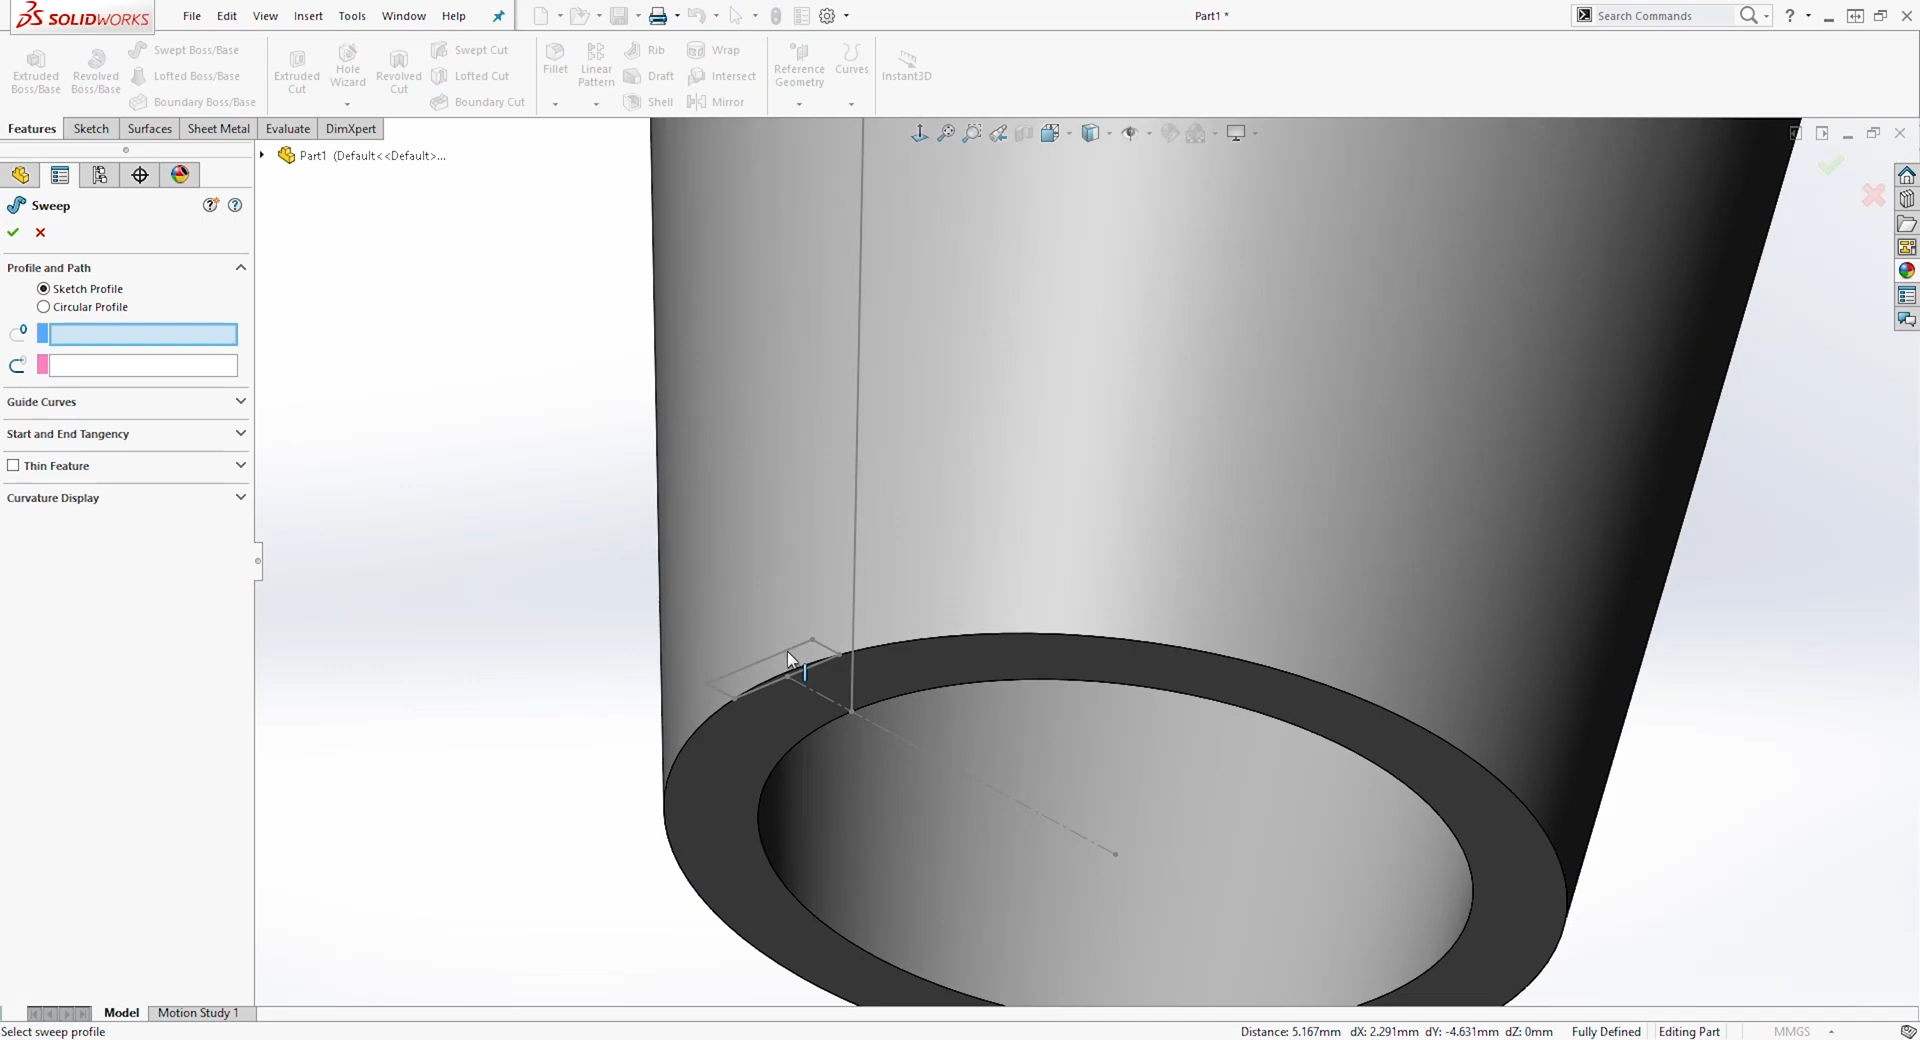 SOLIDWORKS File Edit View Insert Tools Window Help Part1 * Search Commands ?
Extruded Boss/Base
Revolved Boss/Base
Swept Boss/Base
Lofted Boss/Base
Boundary Boss/Base
Extruded Cut
Hole Wizard
Revolved Cut
Swept Cut
Lofted Cut
Boundary Cut
Fillet
Linear Pattern
Rib
Draft
Shell
Wrap
Intersect
Mirror
Reference Geometry
Curves
Instant3D
Features Sketch Surfaces Sheet Metal Evaluate DimXpert
Part1 (Default<<Default>...
Sweep
Profile and Path
Sketch Profile
Circular Profile
Guide Curves
Start and End Tangency
Thin Feature
Curvature Display
Model Motion Study 1
Select sweep profile Distance: 5.167mm dX: 2.291mm dY: -4.631mm dZ: 0mm Fully Defined Editing Part MMGS